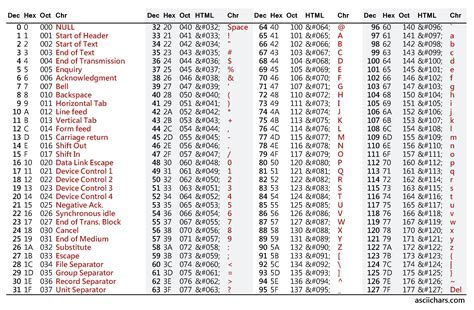 Dec Hex Oct Chr Dec Hex Oct HTML Chr Dec Hex Oct HTML Chr Dec Hex Oct HTML Chr
0 0 000 NULL 32 20 040 &#032; Space 64 40 100 &#064; @ 96 60 140 &#096; `
1 1 001 Start of Header 33 21 041 &#033; ! 65 41 101 &#065; A 97 61 141 &#097; a
2 2 002 Start of Text 34 22 042 &#034; " 66 42 102 &#066; B 98 62 142 &#098; b
3 3 003 End of Text 35 23 043 &#035; # 67 43 103 &#067; C 99 63 143 &#099; c
4 4 004 End of Transmission 36 24 044 &#036; $ 68 44 104 &#068; D 100 64 144 &#100; d
5 5 005 Enquiry 37 25 045 &#037; % 69 45 105 &#069; E 101 65 145 &#101; e
6 6 006 Acknowledgment 38 26 046 &#038; & 70 46 106 &#070; F 102 66 146 &#102; f
7 7 007 Bell 39 27 047 &#039; ' 71 47 107 &#071; G 103 67 147 &#103; g
8 8 010 Backspace 40 28 050 &#040; ( 72 48 110 &#072; H 104 68 150 &#104; h
9 9 011 Horizontal Tab 41 29 051 &#041; ) 73 49 111 &#073; I 105 69 151 &#105; i
10 A 012 Line feed 42 2A 052 &#042; * 74 4A 112 &#074; J 106 6A 152 &#106; j
11 B 013 Vertical Tab 43 2B 053 &#043; + 75 4B 113 &#075; K 107 6B 153 &#107; k
12 C 014 Form feed 44 2C 054 &#044; , 76 4C 114 &#076; L 108 6C 154 &#108; l
13 D 015 Carriage return 45 2D 055 &#045; - 77 4D 115 &#077; M 109 6D 155 &#109; m
14 E 016 Shift Out 46 2E 056 &#046; . 78 4E 116 &#078; N 110 6E 156 &#110; n
15 F 017 Shift In 47 2F 057 &#047; / 79 4F 117 &#079; O 111 6F 157 &#111; o
16 10 020 Data Link Escape 48 30 060 &#048; 0 80 50 120 &#080; P 112 70 160 &#112; p
17 11 021 Device Control 1 49 31 061 &#049; 1 81 51 121 &#081; Q 113 71 161 &#113; q
18 12 022 Device Control 2 50 32 062 &#050; 2 82 52 122 &#082; R 114 72 162 &#114; r
19 13 023 Device Control 3 51 33 063 &#051; 3 83 53 123 &#083; S 115 73 163 &#115; s
20 14 024 Device Control 4 52 34 064 &#052; 4 84 54 124 &#084; T 116 74 164 &#116; t
21 15 025 Negative Ack. 53 35 065 &#053; 5 85 55 125 &#085; U 117 75 165 &#117; u
22 16 026 Synchronous idle 54 36 066 &#054; 6 86 56 126 &#086; V 118 76 166 &#118; v
23 17 027 End of Trans. Block 55 37 067 &#055; 7 87 57 127 &#087; W 119 77 167 &#119; w
24 18 030 Cancel 56 38 070 &#056; 8 88 58 130 &#088; X 120 78 170 &#120; x
25 19 031 End of Medium 57 39 071 &#057; 9 89 59 131 &#089; Y 121 79 171 &#121; y
26 1A 032 Substitute 58 3A 072 &#058; : 90 5A 132 &#090; Z 122 7A 172 &#122; z
27 1B 033 Escape 59 3B 073 &#059; ; 91 5B 133 &#091; [ 123 7B 173 &#123; {
28 1C 034 File Separator 60 3C 074 &#060; < 92 5C 134 &#092; \ 124 7C 174 &#124; |
29 1D 035 Group Separator 61 3D 075 &#061; = 93 5D 135 &#093; ] 125 7D 175 &#125; }
30 1E 036 Record Separator 62 3E 076 &#062; > 94 5E 136 &#094; ^ 126 7E 176 &#126; ~
31 1F 037 Unit Separator 63 3F 077 &#063; ? 95 5F 137 &#095; _ 127 7F 177 &#127; Del
asciichars.com